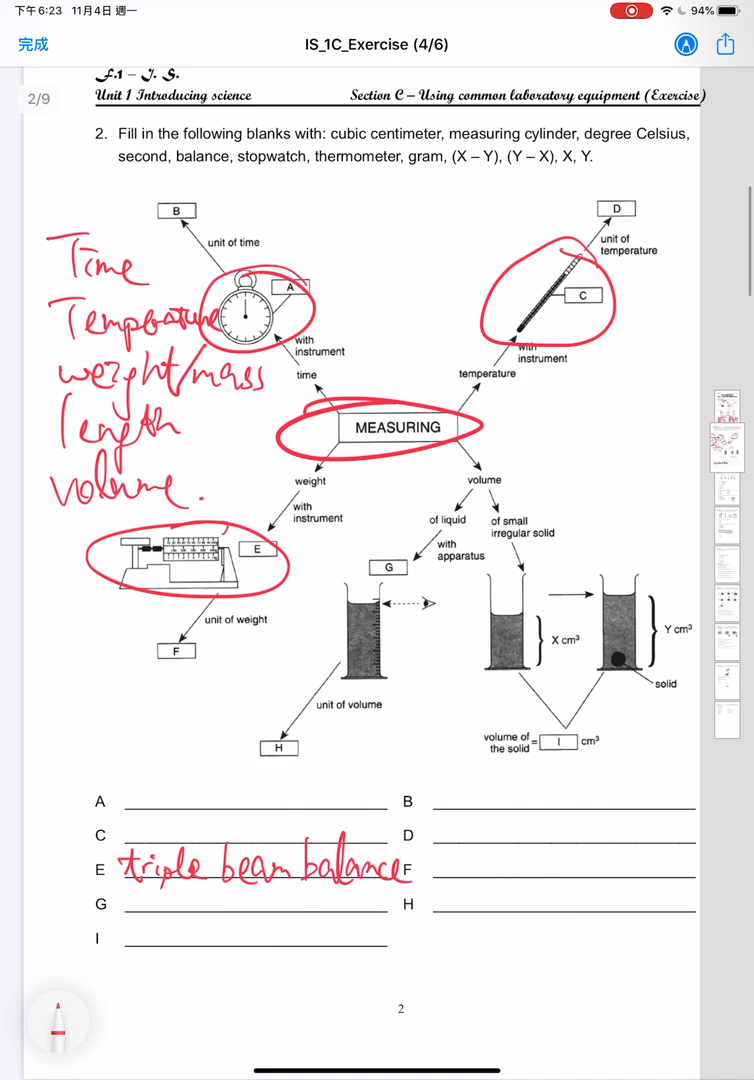 下午6:23 11月4日 週一
94%
完成
IS_1C_Exercise (4/6)
F.1 – I. S.
2/9
Unit 1 Introducing science Section C – Using common laboratory equipment (Exercise)
2. Fill in the following blanks with: cubic centimeter, measuring cylinder, degree Celsius,
second, balance, stopwatch, thermometer, gram, (X – Y), (Y – X), X, Y.
B
D
unit of time
unit of
temperature
Time
A
C
Temperature
with
instrument
with
instrument
time
temperature
weight/mass
MEASURING
length
weight
volume
volume.
with
instrument
of liquid
of small
irregular solid
with
apparatus
E
G
unit of weight
X cm³
Y cm³
F
solid
unit of volume
H
volume of
the solid
= I cm³
A B
C D
E triple beam balance F
G H
I
2